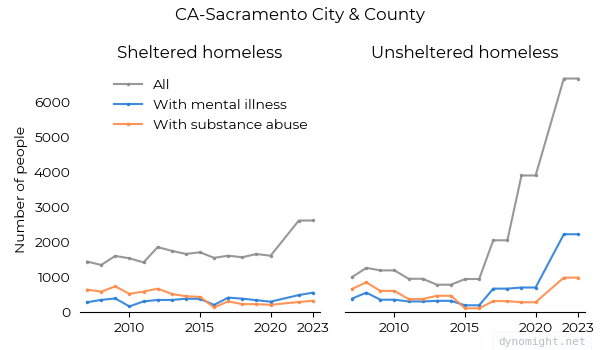 CA-Sacramento City & County
Sheltered homeless
Unsheltered homeless
All
With mental illness
With substance abuse
Number of people
6000
5000
4000
3000
2000
1000
0
2010 2015 2020 2023
2010 2015 2020 2023
dynomight.net